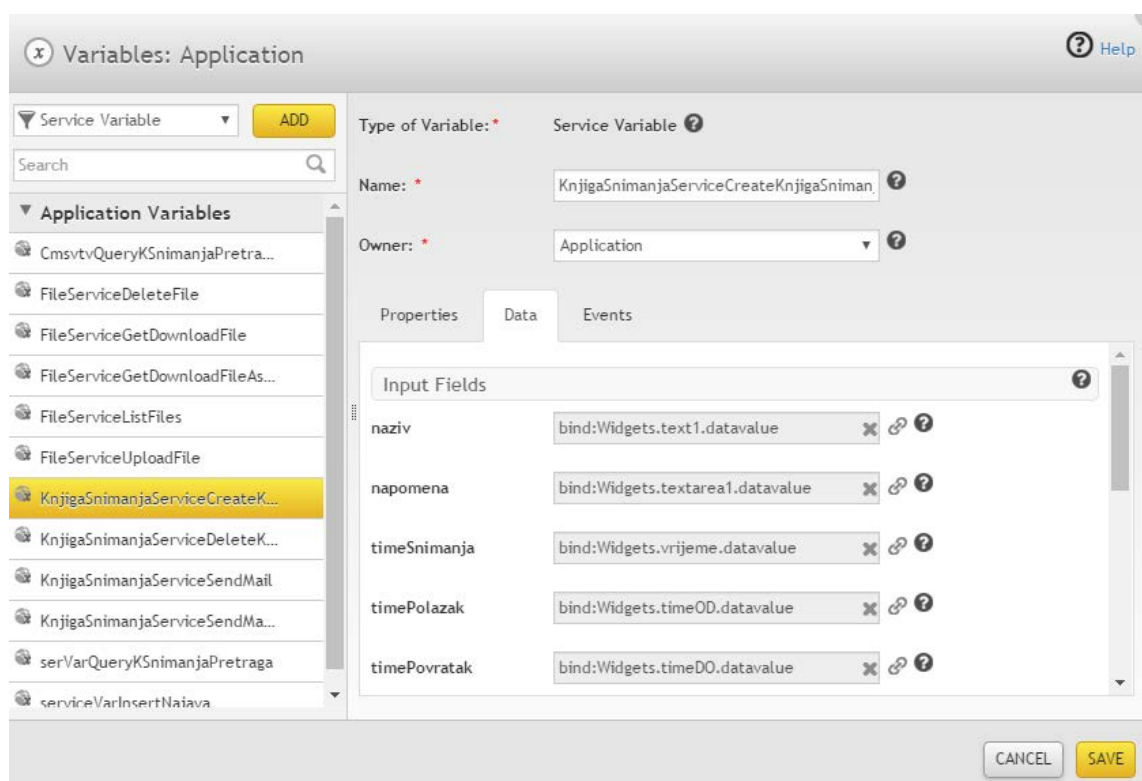 Variables: Application
Help
Service Variable
ADD
Search
Application Variables
CmsvtvQueryKSnimanjaPretra...
FileServiceDeleteFile
FileServiceGetDownloadFile
FileServiceGetDownloadFileAs...
FileServiceListFiles
FileServiceUploadFile
KnjigaSnimanjaServiceCreateK...
KnjigaSnimanjaServiceDeleteK...
KnjigaSnimanjaServiceSendMail
KnjigaSnimanjaServiceSendMa...
serVarQueryKSnimanjaPretraga
serviceVarInsertNajava
Type of Variable:* Service Variable
Name: * KnjigaSnimanjaServiceCreateKnjigaSniman
Owner: * Application
Properties Data Events
Input Fields
naziv bind:Widgets.text1.datavalue
napomena bind:Widgets.textarea1.datavalue
timeSnimanja bind:Widgets.vrijeme.datavalue
timePolazak bind:Widgets.timeOD.datavalue
timePovratak bind:Widgets.timeDO.datavalue
CANCEL SAVE